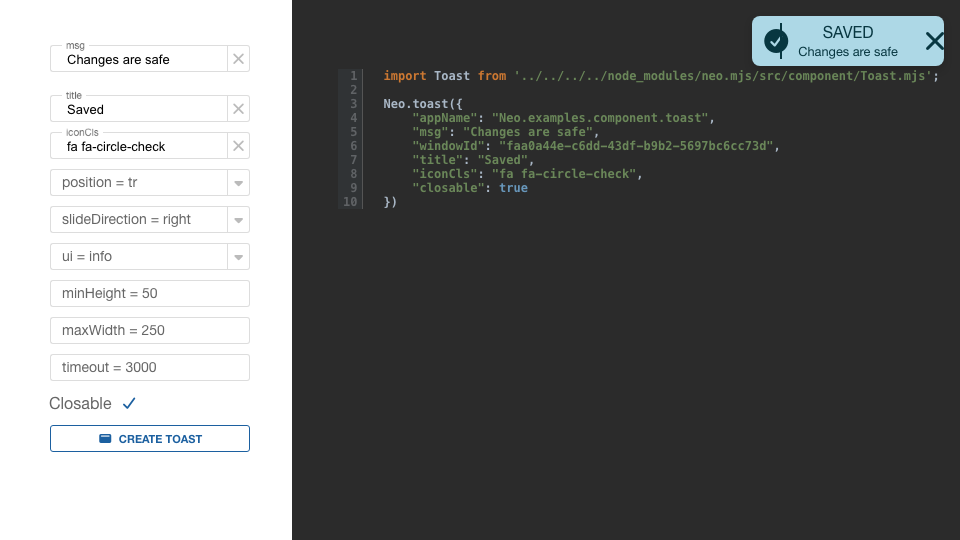 msg
Changes are safe
title
Saved
iconCls
fa fa-circle-check
position = tr
slideDirection = right
ui = info
minHeight = 50
maxWidth = 250
timeout = 3000
Closable
CREATE TOAST
SAVED
Changes are safe
1 import Toast from '../../../../node_modules/neo.mjs/src/component/Toast.mjs';
2
3 Neo.toast({
4 "appName": "Neo.examples.component.toast",
5 "msg": "Changes are safe",
6 "windowId": "faa0a44e-c6dd-43df-b9b2-5697bc6cc73d",
7 "title": "Saved",
8 "iconCls": "fa fa-circle-check",
9 "closable": true
10 })